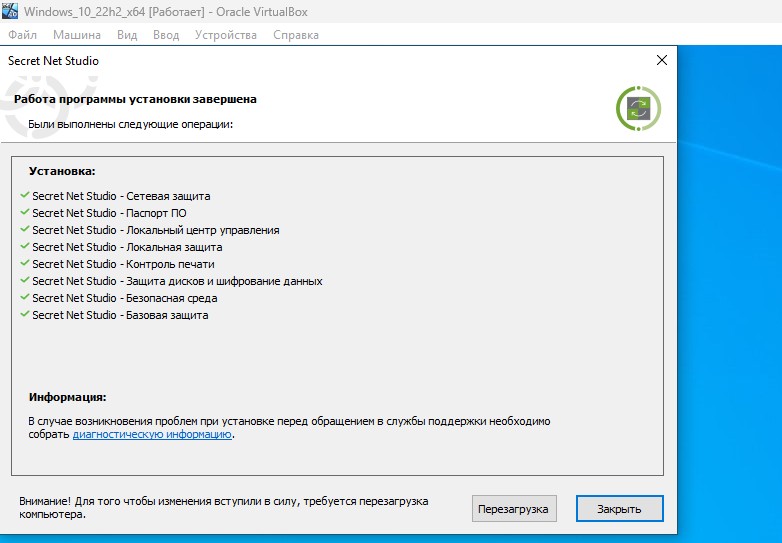 Windows_10_22h2_x64 [Работает] - Oracle VirtualBox
Файл Машина Вид Ввод Устройства Справка
Secret Net Studio
Работа программы установки завершена
Были выполнены следующие операции:
Установка:
Secret Net Studio - Сетевая защита
Secret Net Studio - Паспорт ПО
Secret Net Studio - Локальный центр управления
Secret Net Studio - Локальная защита
Secret Net Studio - Контроль печати
Secret Net Studio - Защита дисков и шифрование данных
Secret Net Studio - Безопасная среда
Secret Net Studio - Базовая защита
Информация:
В случае возникновения проблем при установке перед обращением в службы поддержки необходимо
собрать диагностическую информацию.
Внимание! Для того чтобы изменения вступили в силу, требуется перезагрузка
компьютера.
Перезагрузка Закрыть